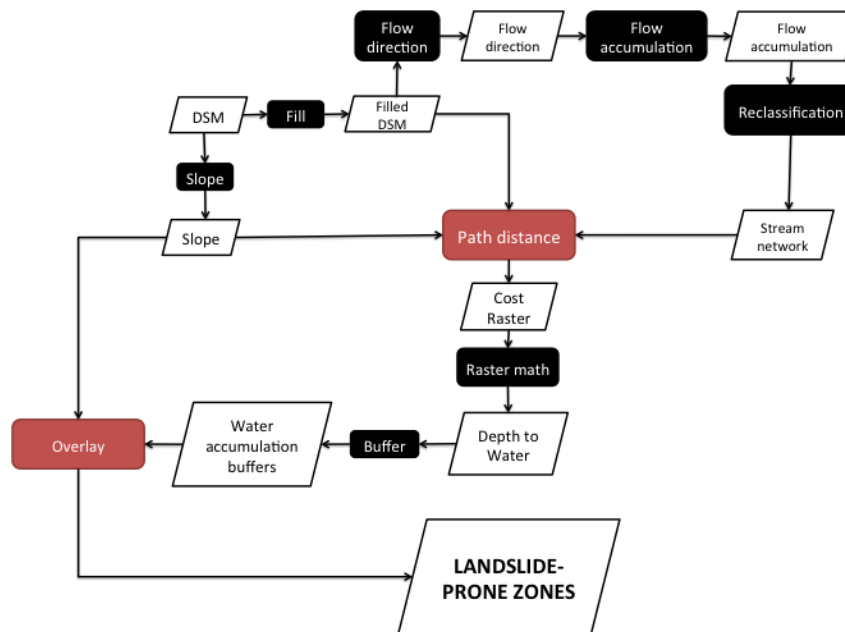 Flow
direction
Flow
direction
Flow
accumulation
Flow
accumulation
DSM
Fill
Filled
DSM
Reclassification
Slope
Slope
Path distance
Stream
network
Cost
Raster
Raster math
Overlay
Water
accumulation
buffers
Buffer
Depth to
Water
LANDSLIDE-
PRONE ZONES